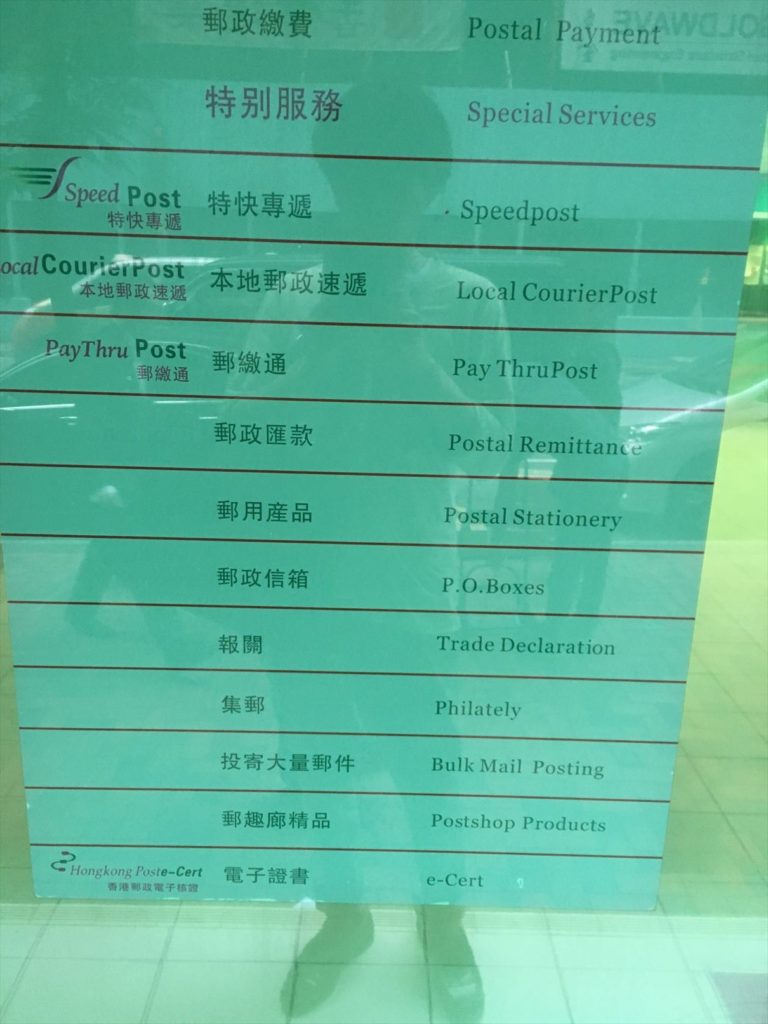 郵政繳費 Postal Payment
OLDWAVE
特別服務 Special Services
Speed Post
特快專遞
特快專遞 Speedpost
ocal CourierPost
本地郵政速遞
本地郵政速遞 Local CourierPost
PayThru Post
郵繳通
郵繳通 Pay ThruPost
郵政匯款 Postal Remittance
郵用產品 Postal Stationery
郵政信箱 P.O.Boxes
報關 Trade Declaration
集郵 Philately
投寄大量郵件 Bulk Mail Posting
郵趣廊精品 Postshop Products
Hongkong Post e-Cert
香港郵政電子核證
電子證書 e-Cert